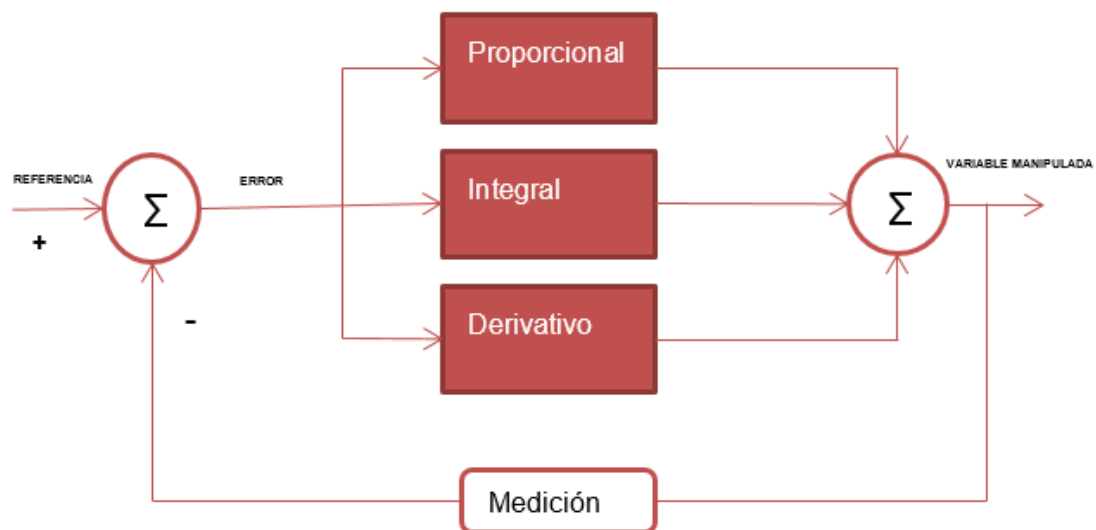 Proporcional
REFERENCIA
ERROR
VARIABLE MANIPULADA
Σ
Integral
Σ
+
-
Derivativo
Medición